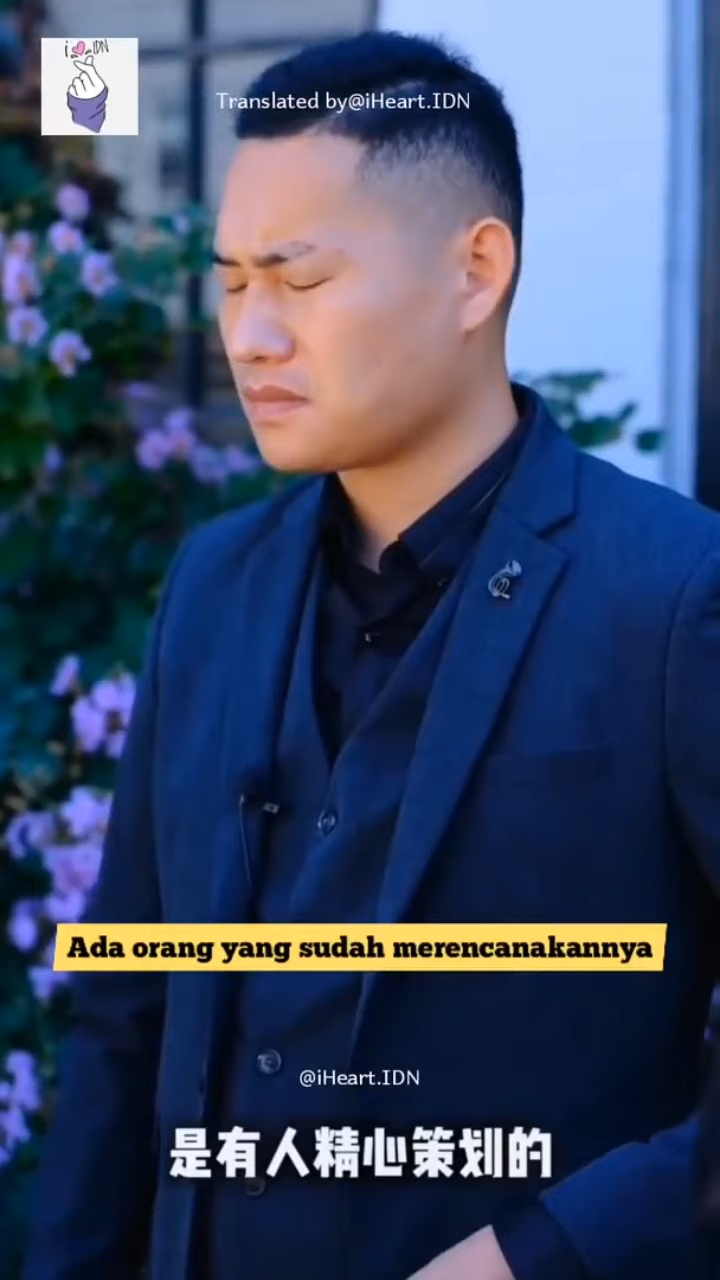 i IDN
Translated by@iHeart.IDN
Ada orang yang sudah merencanakannya
@iHeart.IDN
是有人精心策划的